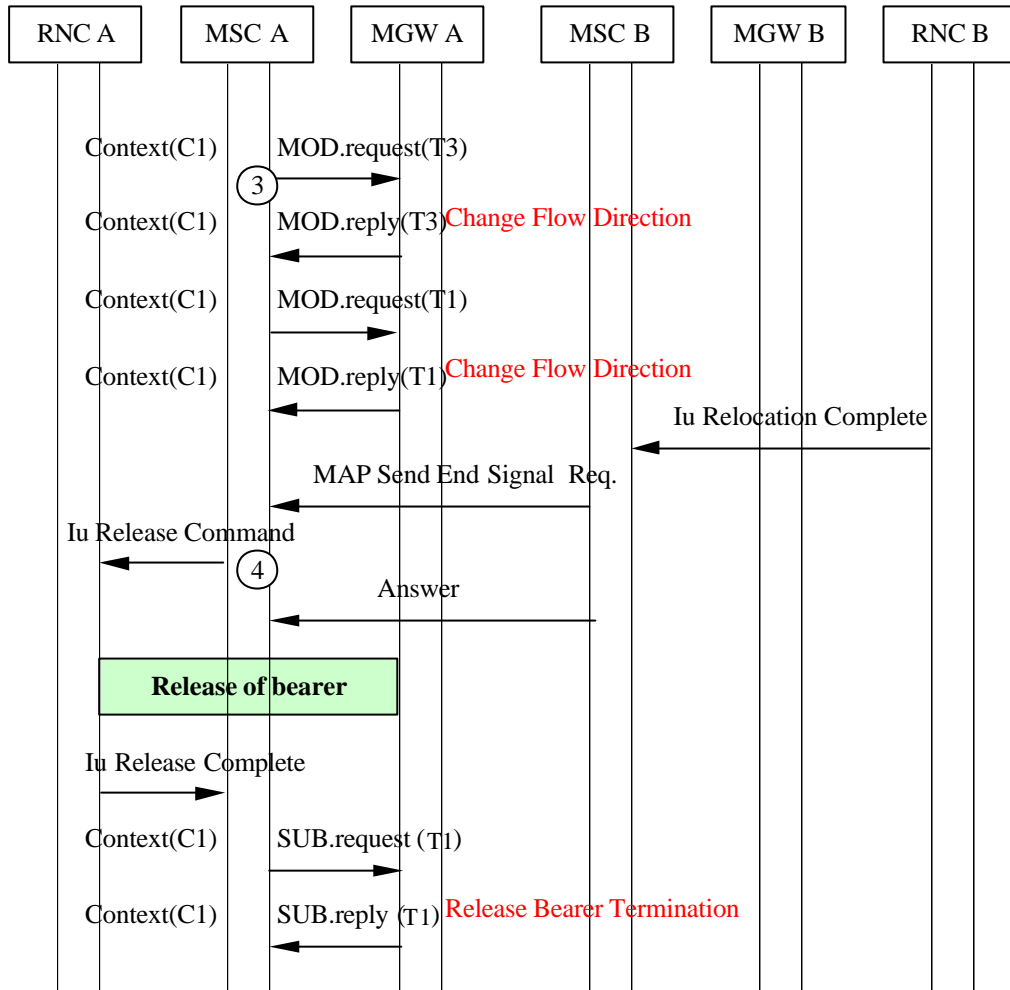 RNC A MSC A MGW A MSC B MGW B RNC B
Context(C1) MOD.request(T3)
3
Context(C1) MOD.reply(T3) Change Flow Direction
Context(C1) MOD.request(T1)
Context(C1) MOD.reply(T1) Change Flow Direction
Iu Relocation Complete
MAP Send End Signal Req.
Iu Release Command
4
Answer
Release of bearer
Iu Release Complete
Context(C1) SUB.request (T1)
Context(C1) SUB.reply (T1) Release Bearer Termination